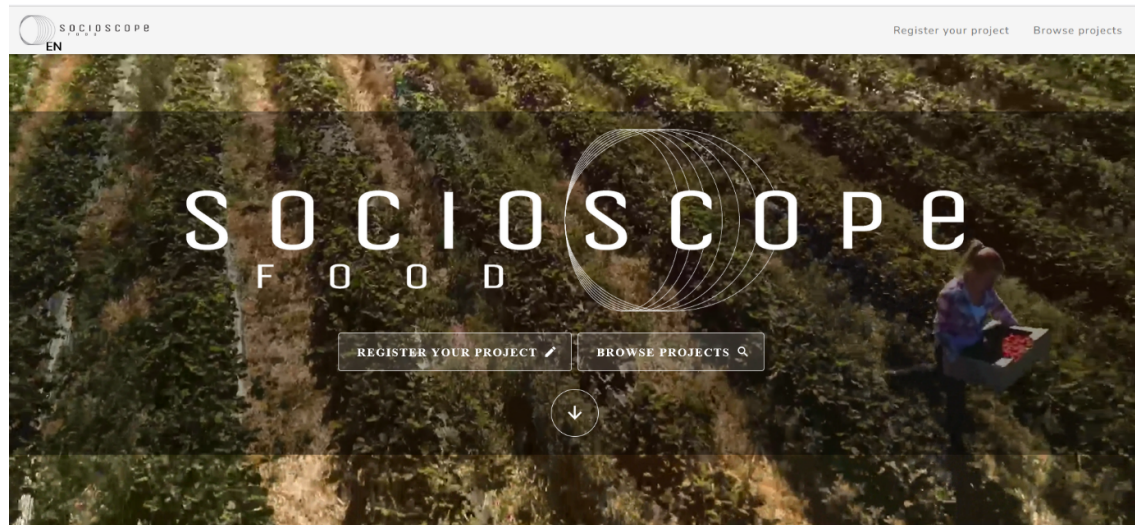 SOCIOSCOPE
FOOD
EN
Register your project Browse projects
SOCIOSCOPE
FOOD
REGISTER YOUR PROJECT BROWSE PROJECTS